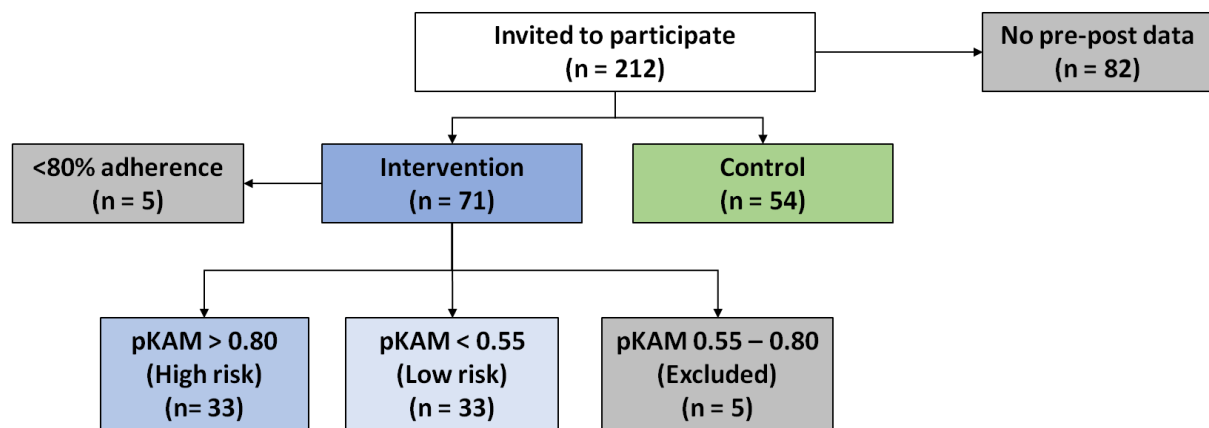 Invited to participate
(n = 212)
No pre-post data
(n = 82)
<80% adherence
(n = 5)
Intervention
(n = 71)
Control
(n = 54)
pKAM > 0.80
(High risk)
(n= 33)
pKAM < 0.55
(Low risk)
(n = 33)
pKAM 0.55 – 0.80
(Excluded)
(n = 5)